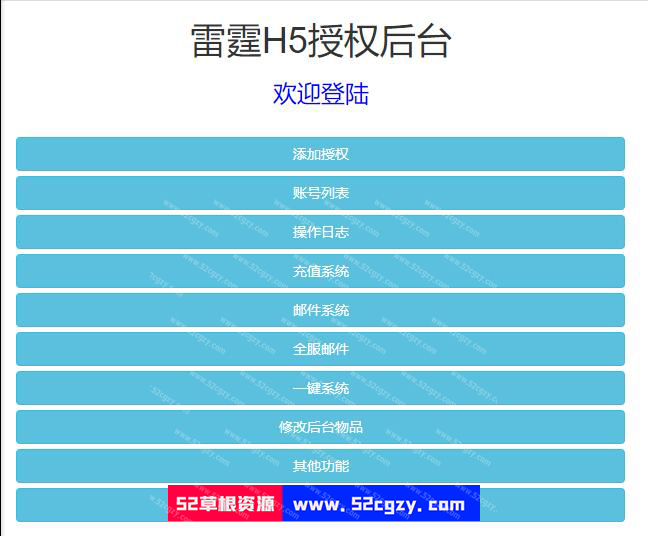 雷霆H5授权后台
欢迎登陆
添加授权
账号列表
操作日志
充值系统
邮件系统
全服邮件
一键系统
修改后台物品
其他功能
52草根资源 www.52cgzy.com